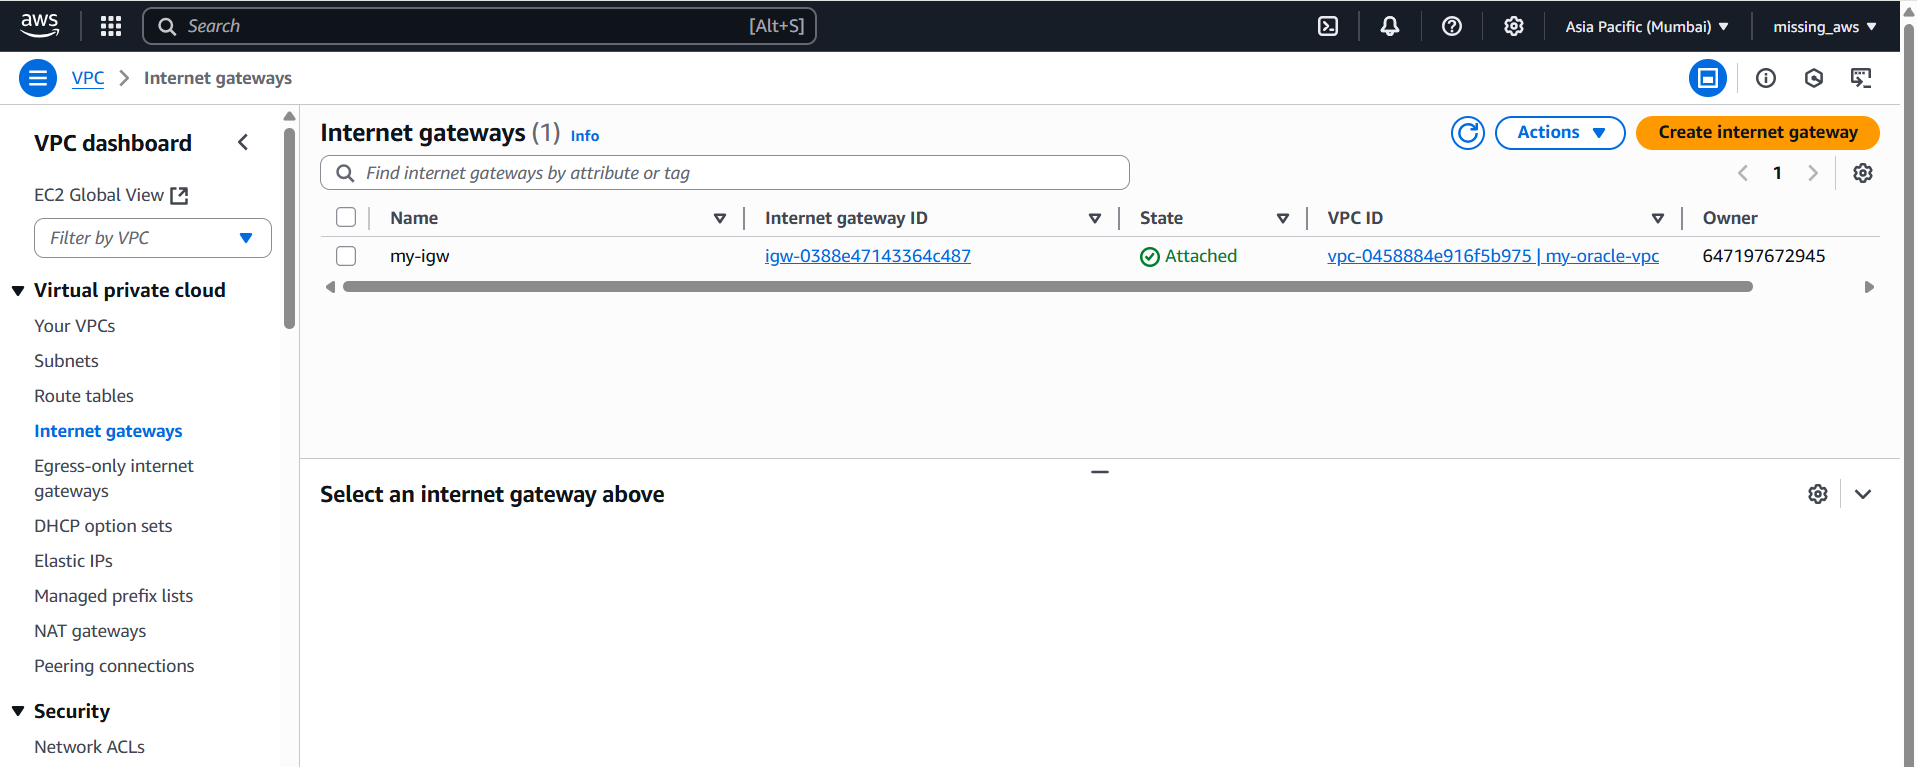 aws
Search [Alt+S]
Asia Pacific (Mumbai)
missing_aws
VPC
Internet gateways
VPC dashboard
EC2 Global View
Filter by VPC
Virtual private cloud
Your VPCs
Subnets
Route tables
Internet gateways
Egress-only internet
gateways
DHCP option sets
Elastic IPs
Managed prefix lists
NAT gateways
Peering connections
Security
Network ACLs
Internet gateways (1) Info
Actions
Create internet gateway
Find internet gateways by attribute or tag
1
Name Internet gateway ID State VPC ID Owner
my-igw igw-0388e47143364c487 Attached vpc-0458884e916f5b975 | my-oracle-vpc 647197672945
Select an internet gateway above